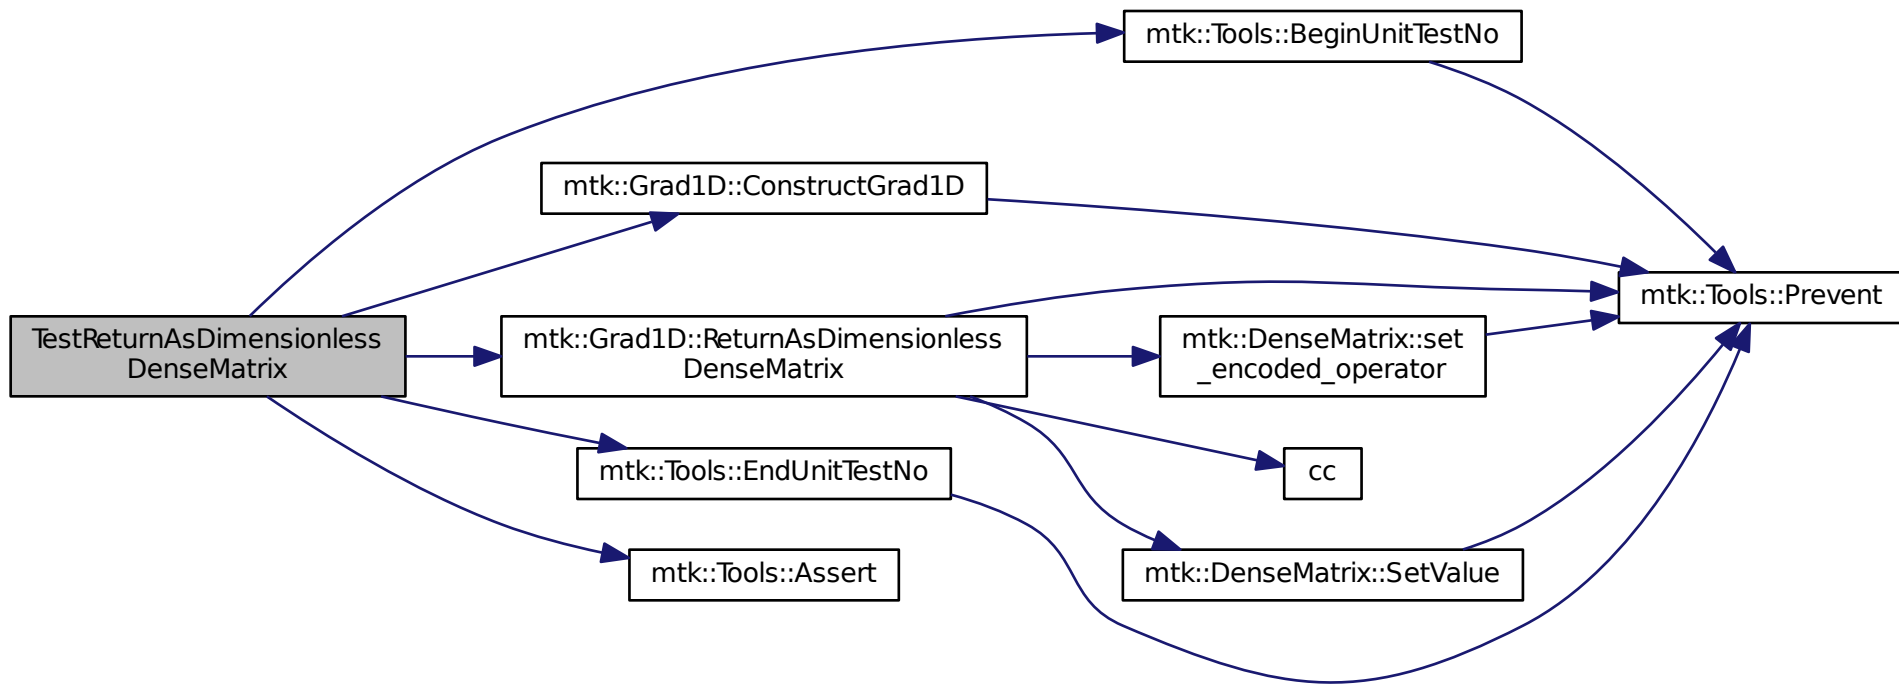 mtk::Tools::BeginUnitTestNo
mtk::Grad1D::ConstructGrad1D
mtk::Tools::Prevent
TestReturnAsDimensionless
DenseMatrix
mtk::Grad1D::ReturnAsDimensionless
DenseMatrix
mtk::DenseMatrix::set
_encoded_operator
mtk::Tools::EndUnitTestNo
cc
mtk::Tools::Assert
mtk::DenseMatrix::SetValue